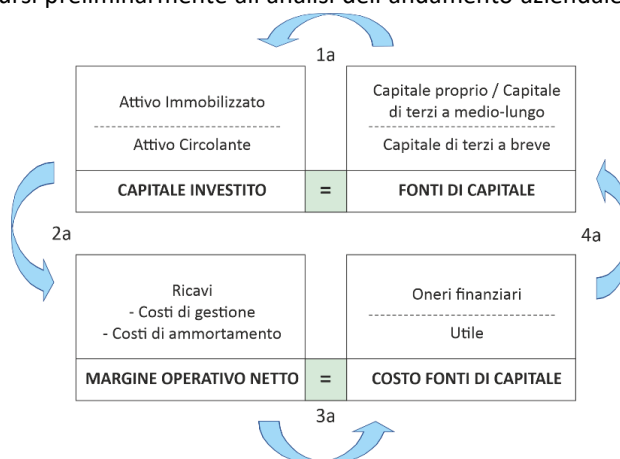 preliminarmente all'analisi dell'andamento aziendale
1a
Attivo Immobilizzato
Attivo Circolante
CAPITALE INVESTITO
=
Capitale proprio / Capitale
di terzi a medio-lungo
Capitale di terzi a breve
FONTI DI CAPITALE
2a
4a
Ricavi
- Costi di gestione
- Costi di ammortamento
MARGINE OPERATIVO NETTO
=
Oneri finanziari
Utile
COSTO FONTI DI CAPITALE
3a